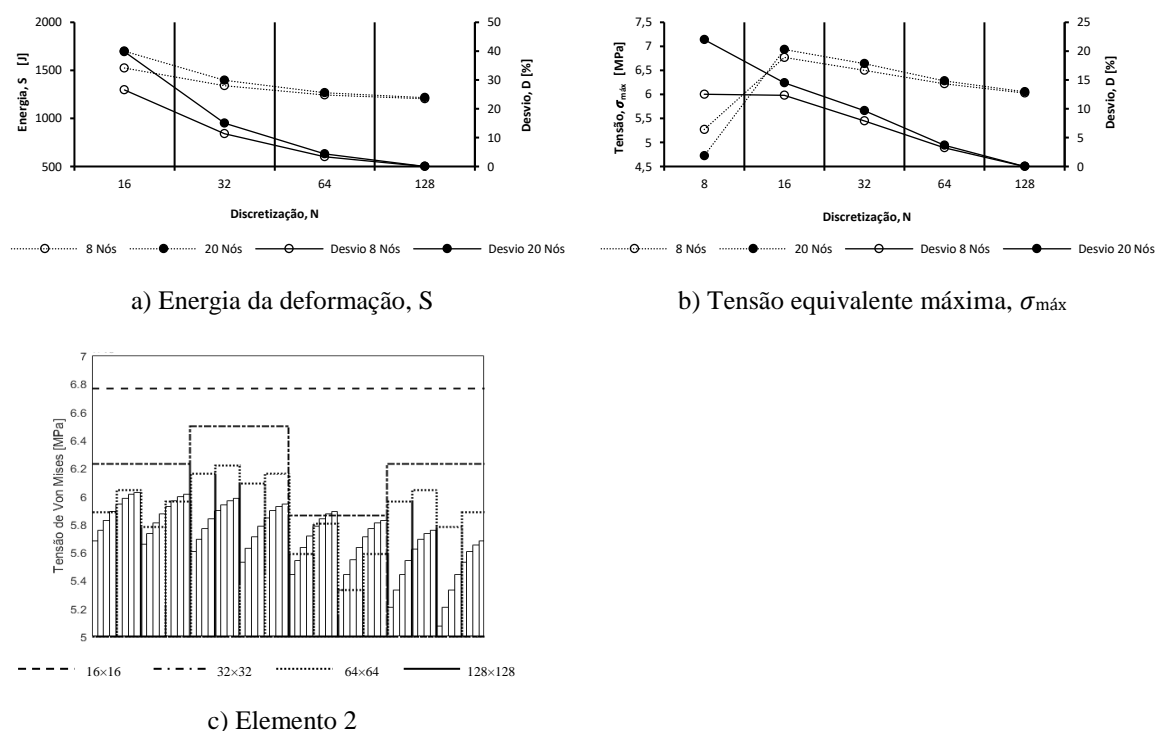 2000
1500
1000
500
Energia, S [J]
50
40
30
20
10
0
Desvio, D [%]
16 32 64 128
Discretização, N
8 Nós 20 Nós Desvio 8 Nós Desvio 20 Nós
a) Energia da deformação, S
7,5
7
6,5
6
5,5
5
4,5
Tensão, σmáx [MPa]
25
20
15
10
5
0
Desvio, D [%]
8 16 32 64 128
Discretização, N
8 Nós 20 Nós Desvio 8 Nós Desvio 20 Nós
b) Tensão equivalente máxima, σmáx
7
6.8
6.6
6.4
6.2
6
5.8
5.6
5.4
5.2
5
Tensão de Von Mises [MPa]
16×16 32×32 64×64 128×128
c) Elemento 2